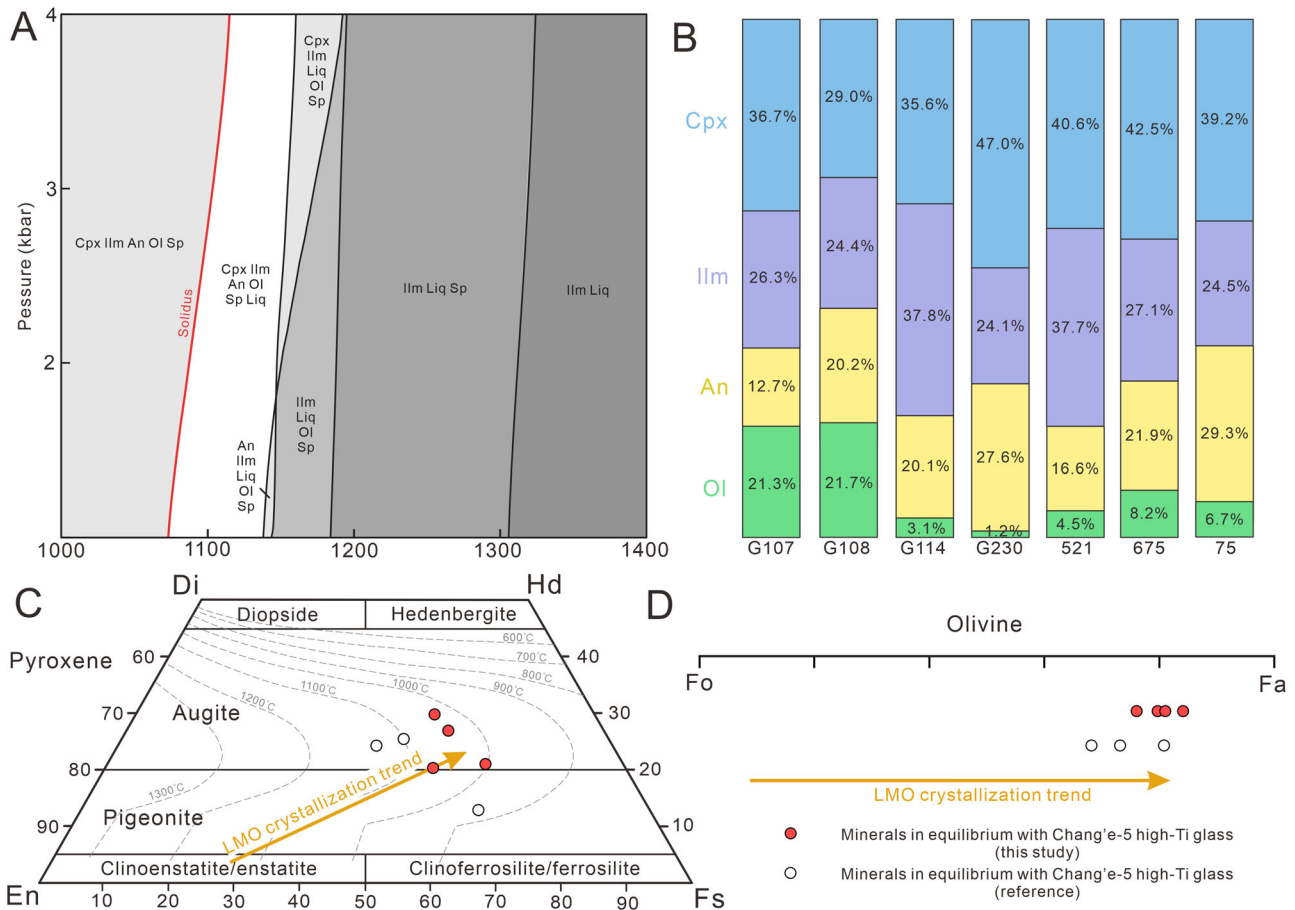 A
4
3
2
Pessure (kbar)
1000
1100
1200
1300
1400
Cpx Ilm An Ol Sp
Solidus
Cpx Ilm
An Ol
Sp Liq
Cpx
Ilm
Liq
Ol
Sp
An
Ilm
Liq
Ol
Sp
Ilm
Liq
Ol
Sp
Ilm Liq Sp
Ilm Liq
B
Cpx
Ilm
An
Ol
36.7%
26.3%
12.7%
21.3%
G107
29.0%
24.4%
20.2%
21.7%
G108
35.6%
37.8%
20.1%
3.1%
G114
47.0%
24.1%
27.6%
1.2%
G230
40.6%
37.7%
16.6%
4.5%
521
42.5%
27.1%
21.9%
8.2%
675
39.2%
24.5%
29.3%
6.7%
75
C
Di
Hd
Diopside
Hedenbergite
Pyroxene
60
40
70
30
80
20
90
10
Augite
Pigeonite
600℃
700℃
800℃
900℃
1000℃
1100℃
1200℃
1300℃
LMO crystallization trend
Clinoenstatite/enstatite
Clinoferrosilite/ferrosilite
En
10
20
30
40
50
60
70
80
90
Fs
D
Olivine
Fo
Fa
LMO crystallization trend
Minerals in equilibrium with Chang'e-5 high-Ti glass
(this study)
Minerals in equilibrium with Chang'e-5 high-Ti glass
(reference)